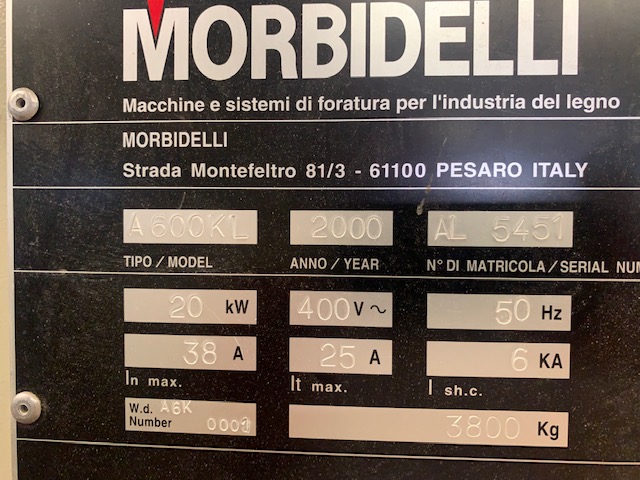 MORBIDELLI
Macchine e sistemi di foratura per l'industria del legno
MORBIDELLI
Strada Montefeltro 81/3 - 61100 PESARO ITALY
A600KL 2000 AL 5451
TIPO / MODEL ANNO / YEAR N° DI MATRICOLA / SERIAL NUM
20 kW 400 V ~ 50 Hz
38 A 25 A 6 KA
In max. It max. I sh.c.
W.d. A6K
Number 0001 3800 Kg